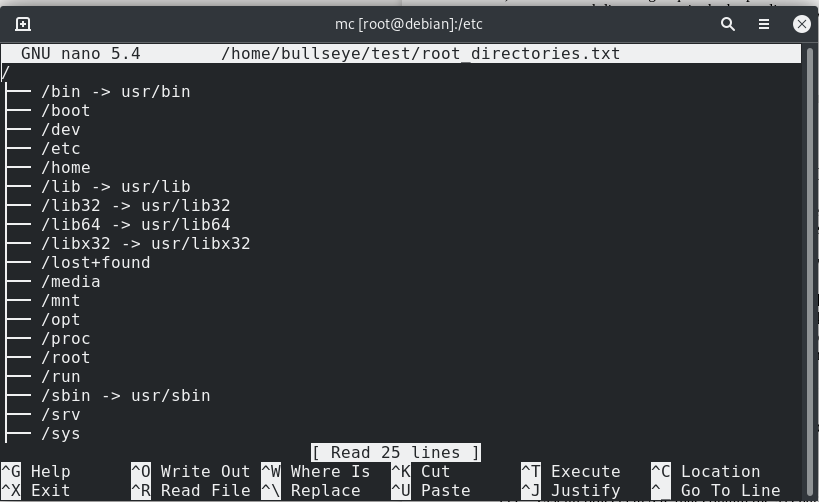 mc [root@debian]:/etc
GNU nano 5.4 /home/bullseye/test/root_directories.txt
/
├── /bin -> usr/bin
├── /boot
├── /dev
├── /etc
├── /home
├── /lib -> usr/lib
├── /lib32 -> usr/lib32
├── /lib64 -> usr/lib64
├── /libx32 -> usr/libx32
├── /lost+found
├── /media
├── /mnt
├── /opt
├── /proc
├── /root
├── /run
├── /sbin -> usr/sbin
├── /srv
├── /sys
[ Read 25 lines ]
^G Help ^O Write Out ^W Where Is ^K Cut ^T Execute ^C Location
^X Exit ^R Read File ^\ Replace ^U Paste ^J Justify ^_ Go To Line